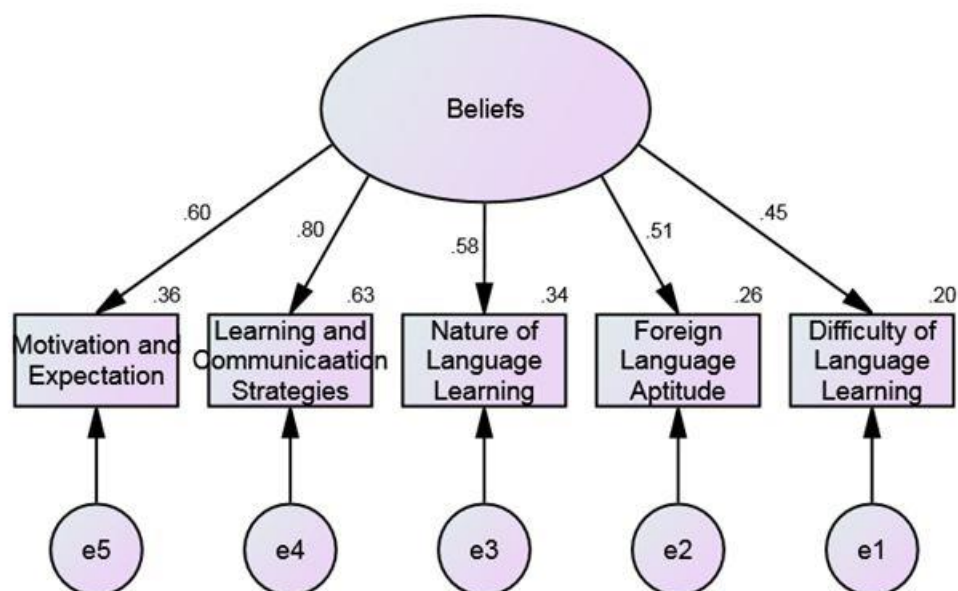 Beliefs
.60
.80
.58
.51
.45
.36
.63
.34
.26
.20
Motivation and
Expectation
Learning and
Communicaation
Strategies
Nature of
Language
Learning
Foreign
Language
Aptitude
Difficulty of
Language
Learning
e5
e4
e3
e2
e1